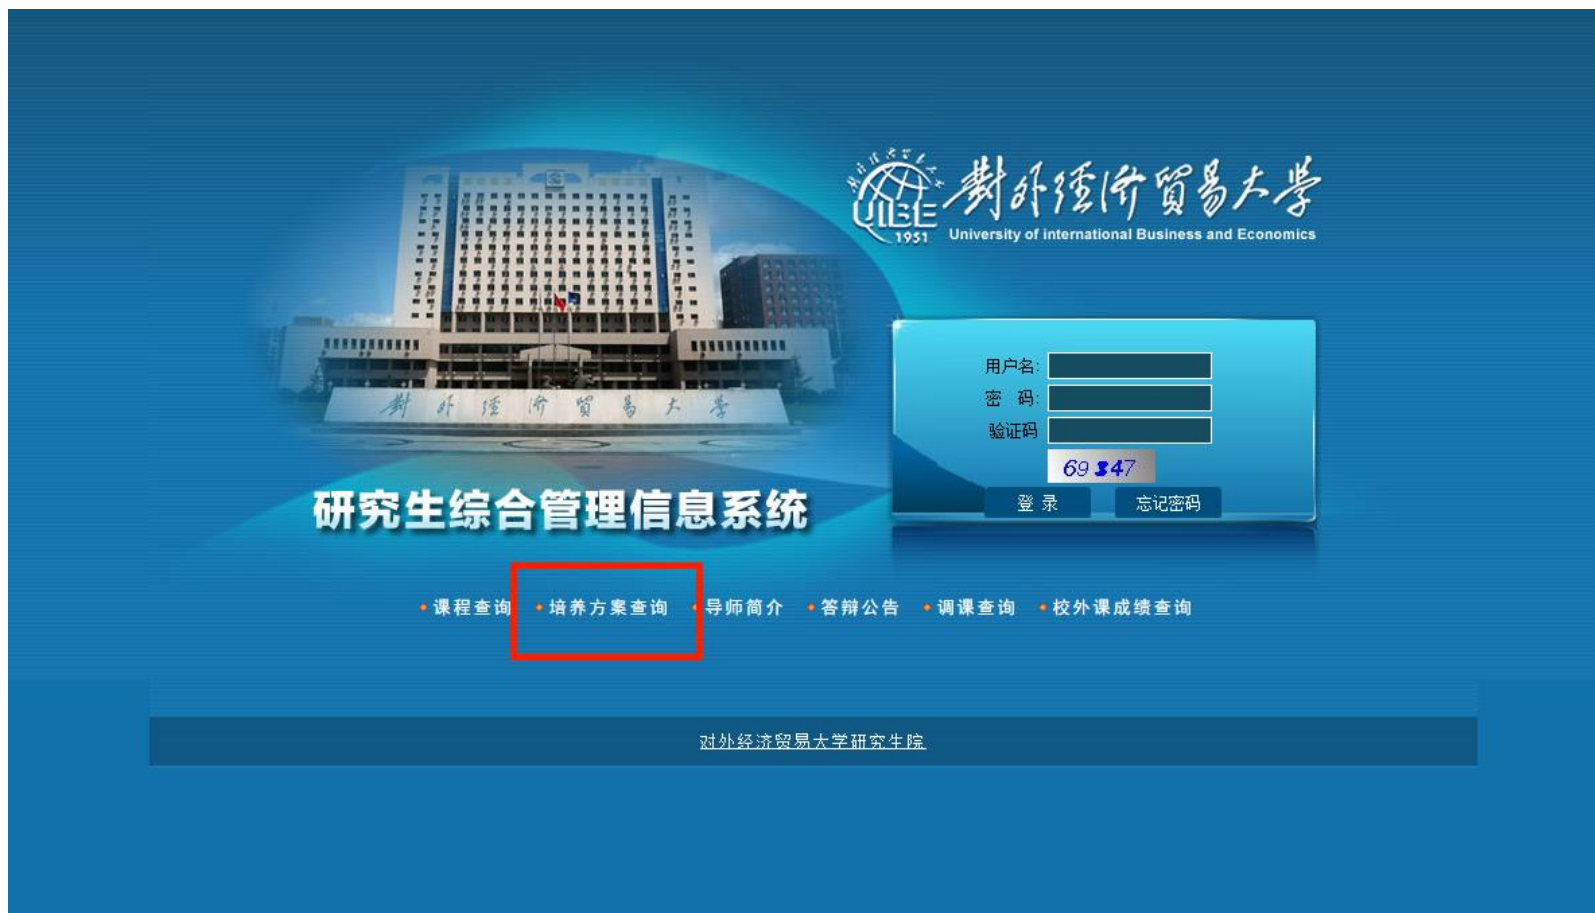 對外經濟貿易大學
UIBE
1951
University of international Business and Economics
對外經濟貿易大學
用户名:
密 码:
验证码
69347
登 录
忘记密码
研究生综合管理信息系统
课程查询
培养方案查询
导师简介
答辩公告
调课查询
校外课成绩查询
对外经济贸易大学研究生院